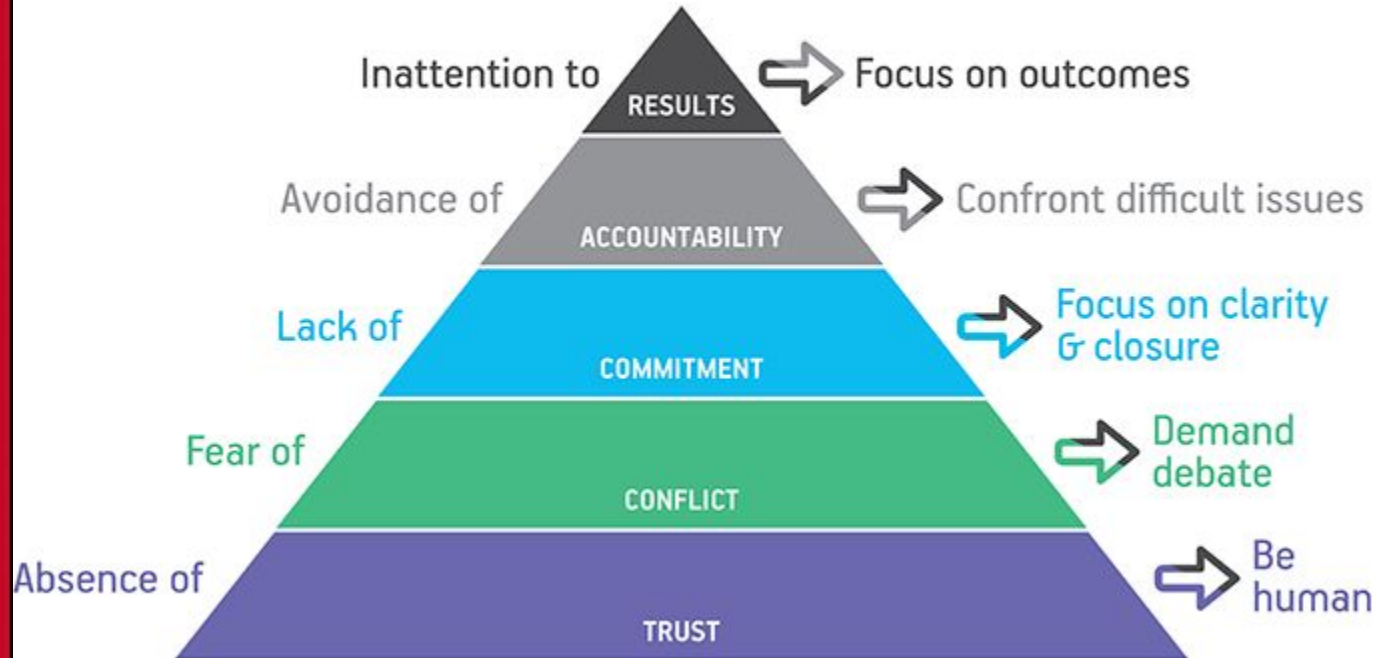 Inattention to
RESULTS
Focus on outcomes
Avoidance of
ACCOUNTABILITY
Confront difficult issues
Lack of
COMMITMENT
Focus on clarity
& closure
Fear of
CONFLICT
Demand
debate
Absence of
TRUST
Be
human